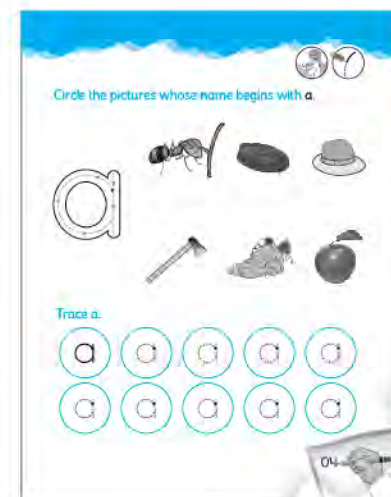 Circle the pictures whose name begins with a.
a
Trace a.
a a a a a
a a a a a
04